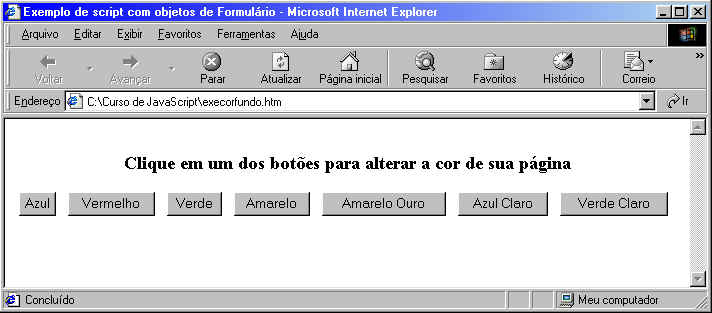 Exemplo de script com objetos de Formulário - Microsoft Internet Explorer
Arquivo Editar Exibir Favoritos Ferramentas Ajuda
Voltar Avançar Parar Atualizar Página inicial Pesquisar Favoritos Histórico Correio »
Endereço C:\Curso de JavaScript\execorfundo.htm Ir
Clique em um dos botões para alterar a cor de sua página
Azul Vermelho Verde Amarelo Amarelo Ouro Azul Claro Verde Claro
Concluído Meu computador